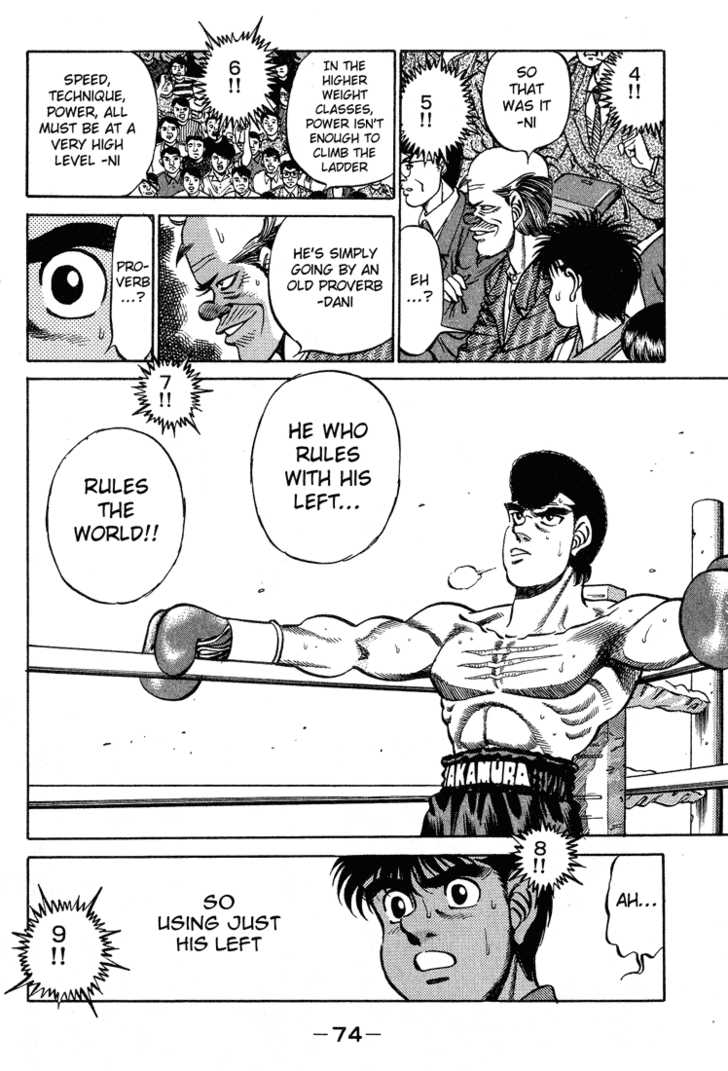 4
!!
SO
THAT
WAS IT
-NI
5
!!
EH
...?
IN THE
HIGHER
WEIGHT
CLASSES,
POWER ISN'T
ENOUGH TO
CLIMB THE
LADDER
6
!!
SPEED,
TECHNIQUE,
POWER, ALL
MUST BE AT A
VERY HIGH
LEVEL -NI
HE'S SIMPLY
GOING BY AN
OLD PROVERB
-DANI
PRO-
VERB
...?
7
!!
HE WHO
RULES
WITH HIS
LEFT...
RULES
THE
WORLD!!
AKAMURA
8
!!
AH...
SO
USING JUST
HIS LEFT
9
!!
-74-